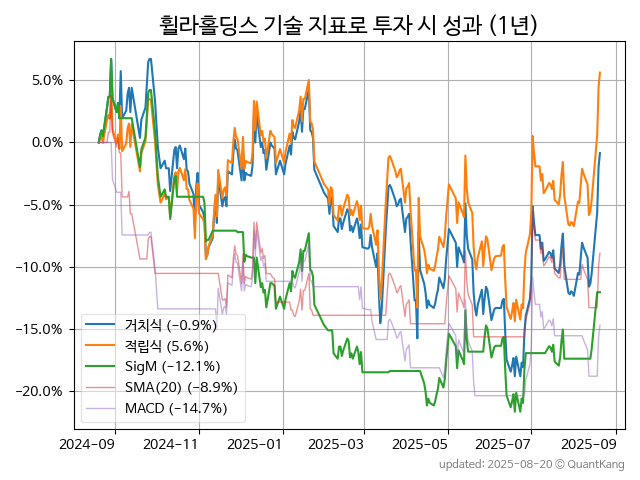 휠라홀딩스 기술 지표로 투자 시 성과 (1년)
5.0%
0.0%
−5.0%
−10.0%
−15.0%
−20.0%
거치식 (−0.9%)
적립식 (5.6%)
SigM (−12.1%)
SMA(20) (−8.9%)
MACD (−14.7%)
2024-09 2024-11 2025-01 2025-03 2025-05 2025-07 2025-09
updated: 2025-08-20 © QuantKang